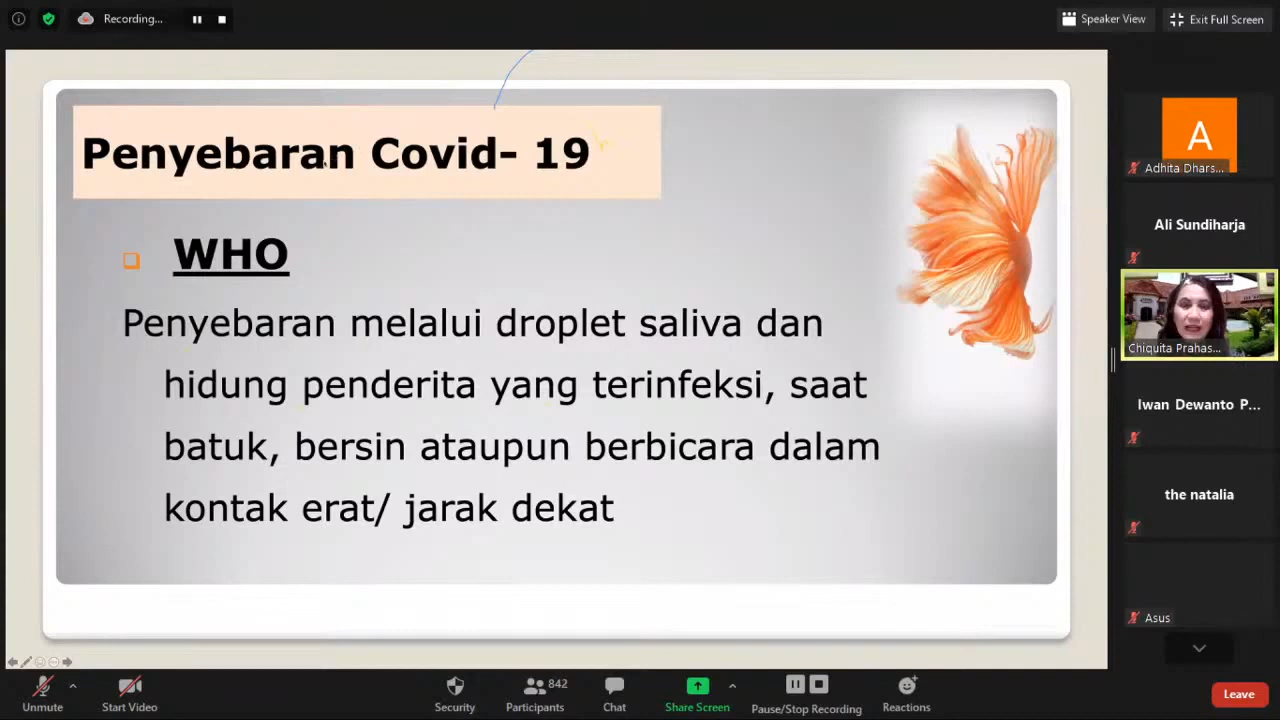 Recording...
Speaker View
Exit Full Screen
Penyebaran Covid- 19
WHO
Penyebaran melalui droplet saliva dan
hidung penderita yang terinfeksi, saat
batuk, bersin ataupun berbicara dalam
kontak erat/ jarak dekat
A
Adhita Dhars...
Ali Sundiharja
Chiquita Prahas...
Iwan Dewanto P...
the natalia
Asus
Unmute
Start Video
Security
842
Participants
Chat
Share Screen
Pause/Stop Recording
Reactions
Leave